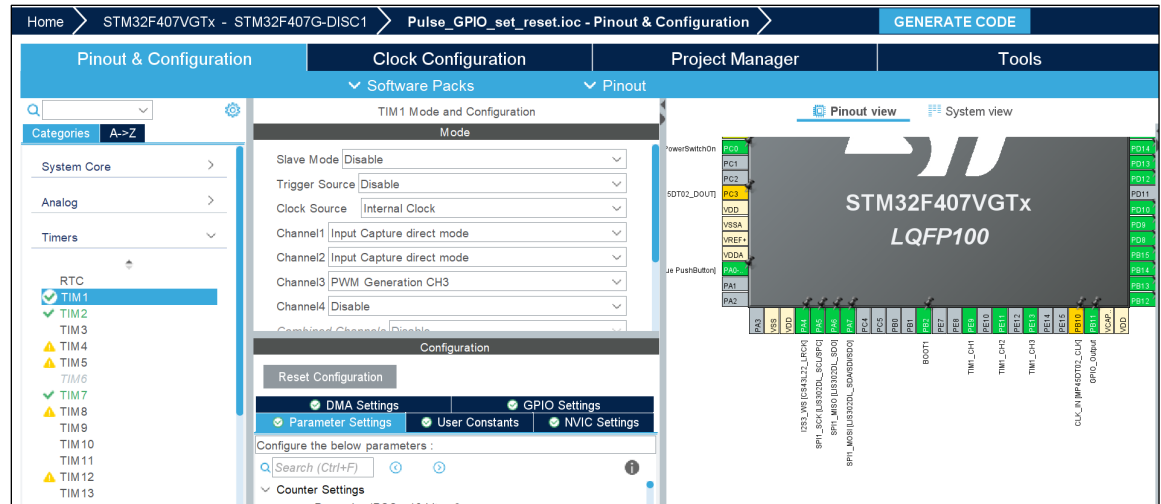 Home STM32F407VGTx - STM32F407G-DISC1 Pulse_GPIO_set_reset.ioc - Pinout & Configuration GENERATE CODE
Pinout & Configuration Clock Configuration Project Manager Tools
Software Packs Pinout
Categories A->Z
System Core
Analog
Timers
RTC
TIM1
TIM2
TIM3
TIM4
TIM5
TIM6
TIM7
TIM8
TIM9
TIM10
TIM11
TIM12
TIM13
TIM1 Mode and Configuration
Mode
Slave Mode Disable
Trigger Source Disable
Clock Source Internal Clock
Channel1 Input Capture direct mode
Channel2 Input Capture direct mode
Channel3 PWM Generation CH3
Channel4 Disable
Combined Channels Disable
Configuration
Reset Configuration
DMA Settings GPIO Settings
Parameter Settings User Constants NVIC Settings
Configure the below parameters :
Search (Ctrl+F)
Counter Settings
Pinout view System view
PowerSwitchOn PC0
PC1
PC2
5DT02_DOUT] PC3
VDD
VSSA
VREF+
VDDA
ue PushButton] PA0-..
PA1
PA2
STM32F407VGTx
LQFP100
PD14
PD13
PD12
PD11
PD10
PD9
PD8
PB15
PB14
PB13
PB12
PA3
VSS
VDD
PA4
PA5
PA6
PA7
PC4
PC5
PB0
PB1
PB2
PE7
PE8
PE9
PE10
PE11
PE12
PE13
PE14
PE15
PB10
PB11
VCAP..
VDD
I2S3_WS [CS43L22_LRCK]
SPI1_SCK [LIS302DL_SCL/SPC]
SPI1_MISO [LIS302DL_SDO]
SPI1_MOSI [LIS302DL_SDA/SDI/SDO]
BOOT1
TIM1_CH1
TIM1_CH2
TIM1_CH3
CLK_IN [MP45DT02_CLK]
GPIO_Output